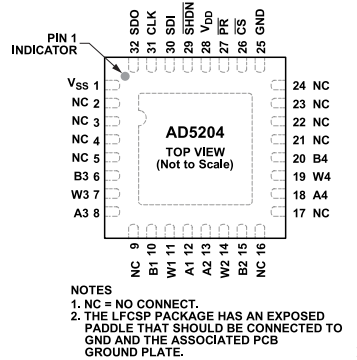 32 SDO
31 CLK
30 SDI
29 SHDN
28 VDD
27 PR
26 CS
25 GND
PIN 1
INDICATOR
VSS 1
NC 2
NC 3
NC 4
NC 5
B3 6
W3 7
A3 8
AD5204
TOP VIEW
(Not to Scale)
24 NC
23 NC
22 NC
21 NC
20 B4
19 W4
18 A4
17 NC
NC 9
B1 10
W1 11
A1 12
A2 13
W2 14
B2 15
NC 16
NOTES
1. NC = NO CONNECT.
2. THE LFCSP PACKAGE HAS AN EXPOSED
PADDLE THAT SHOULD BE CONNECTED TO
GND AND THE ASSOCIATED PCB
GROUND PLATE.